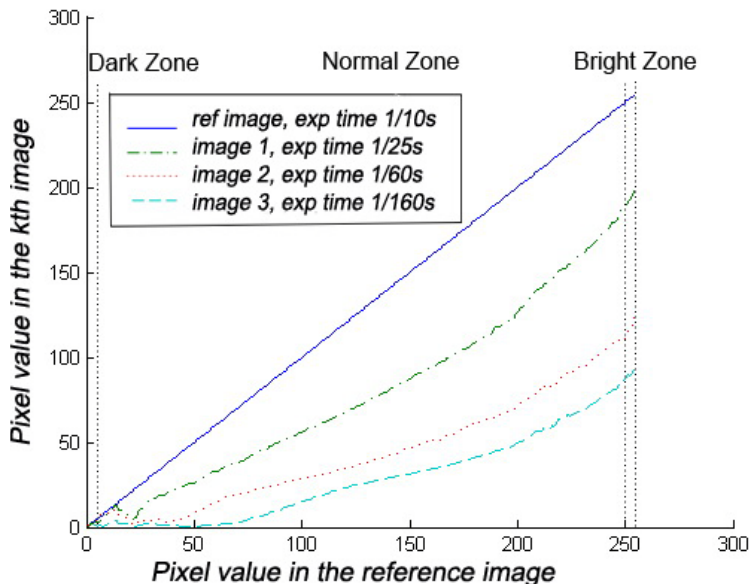 300
Dark Zone Normal Zone Bright Zone
250
ref image, exp time 1/10s
image 1, exp time 1/25s
image 2, exp time 1/60s
image 3, exp time 1/160s
200
150
100
50
0
Pixel value in the kth image
0 50 100 150 200 250 300
Pixel value in the reference image